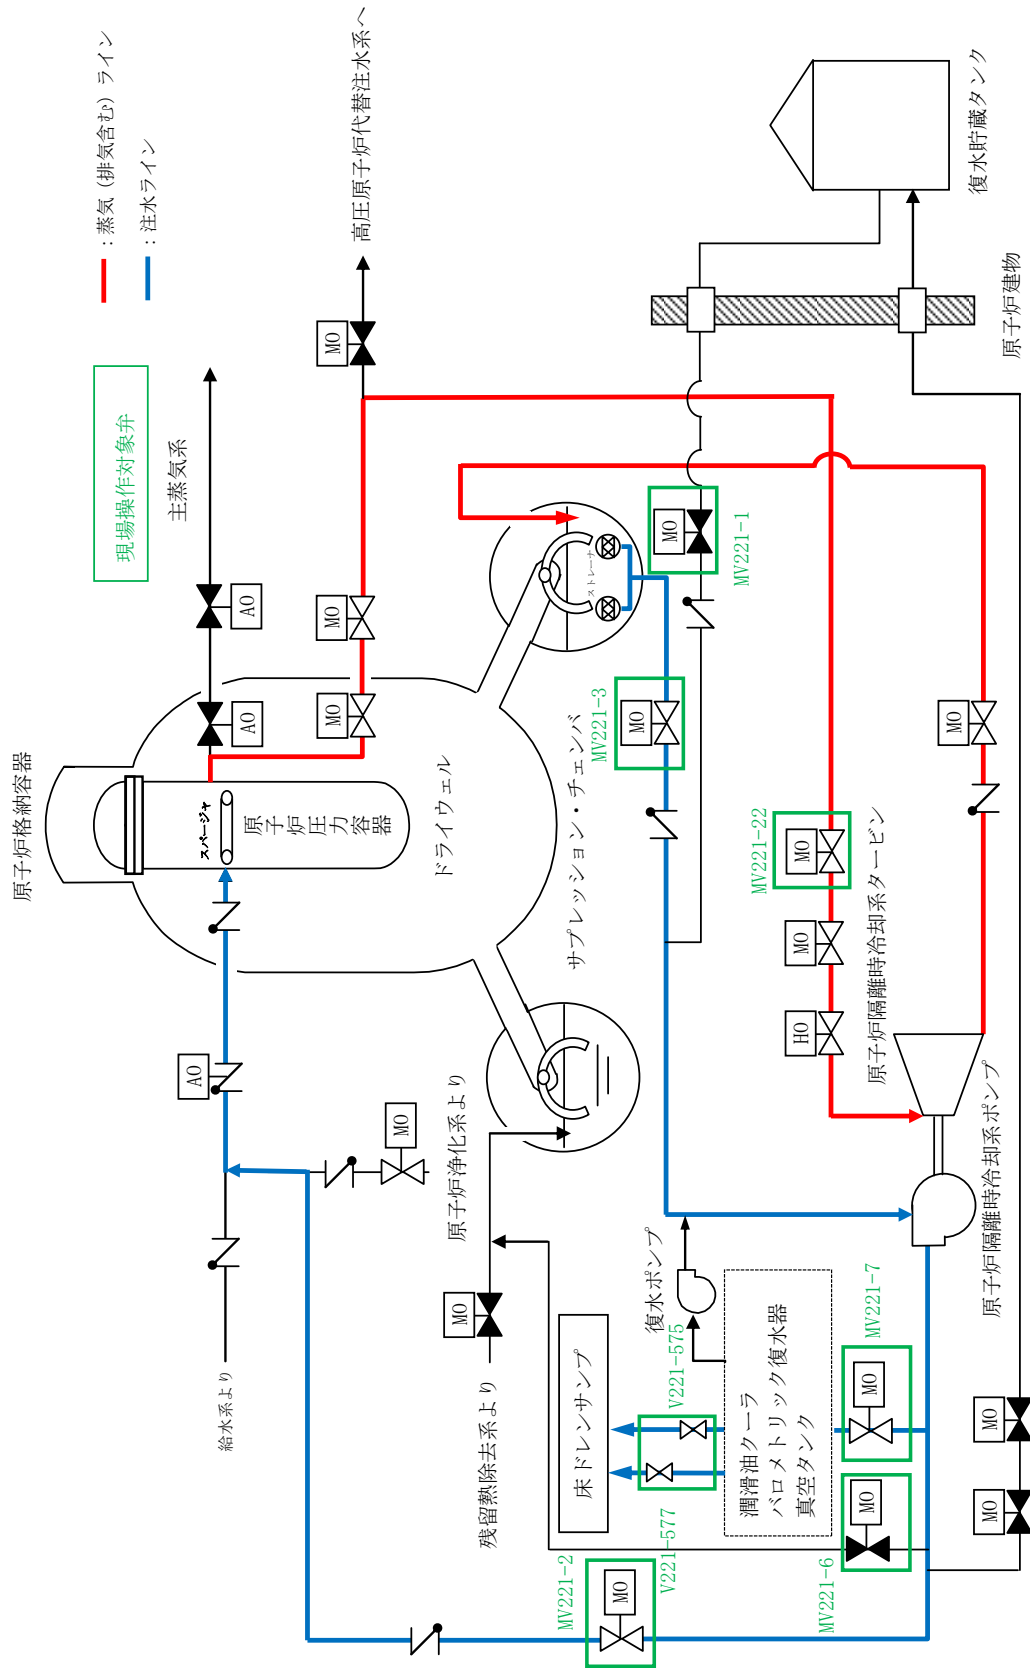 :蒸気(排気含む)ライン
:注水ライン
現場操作対象弁
原子炉格納容器
主蒸気系
高圧原子炉代替注水系へ
AO
AO
MO
MO
MO
スパージャ
原子炉圧力容器
ドライウェル
サプレッション・チェンバ
ストレーナ
復水貯蔵タンク
原子炉建物
MO
MV221-1
MO
MV221-3
MO
MV221-22
MO
HO
MO
原子炉隔離時冷却系タービン
原子炉隔離時冷却系ポンプ
AO
MO
給水系より
原子炉浄化系より
残留熱除去系より
MO
復水ポンプ
床ドレンサンプ
V221-575
V221-577
潤滑油クーラ
バロメトリック復水器
真空タンク
MO
MV221-7
MO
MV221-6
MO
MV221-2
MO
MO